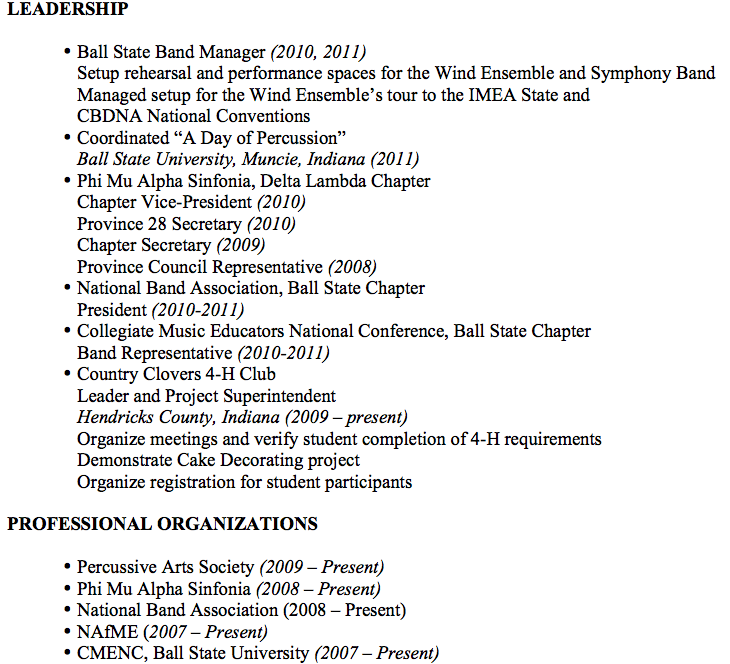 LEADERSHIP
• Ball State Band Manager (2010, 2011)
Setup rehearsal and performance spaces for the Wind Ensemble and Symphony Band
Managed setup for the Wind Ensemble’s tour to the IMEA State and
CBDNA National Conventions
• Coordinated “A Day of Percussion”
Ball State University, Muncie, Indiana (2011)
• Phi Mu Alpha Sinfonia, Delta Lambda Chapter
Chapter Vice-President (2010)
Province 28 Secretary (2010)
Chapter Secretary (2009)
Province Council Representative (2008)
• National Band Association, Ball State Chapter
President (2010-2011)
• Collegiate Music Educators National Conference, Ball State Chapter
Band Representative (2010-2011)
• Country Clovers 4-H Club
Leader and Project Superintendent
Hendricks County, Indiana (2009 – present)
Organize meetings and verify student completion of 4-H requirements
Demonstrate Cake Decorating project
Organize registration for student participants
PROFESSIONAL ORGANIZATIONS
• Percussive Arts Society (2009 – Present)
• Phi Mu Alpha Sinfonia (2008 – Present)
• National Band Association (2008 – Present)
• NAfME (2007 – Present)
• CMENC, Ball State University (2007 – Present)